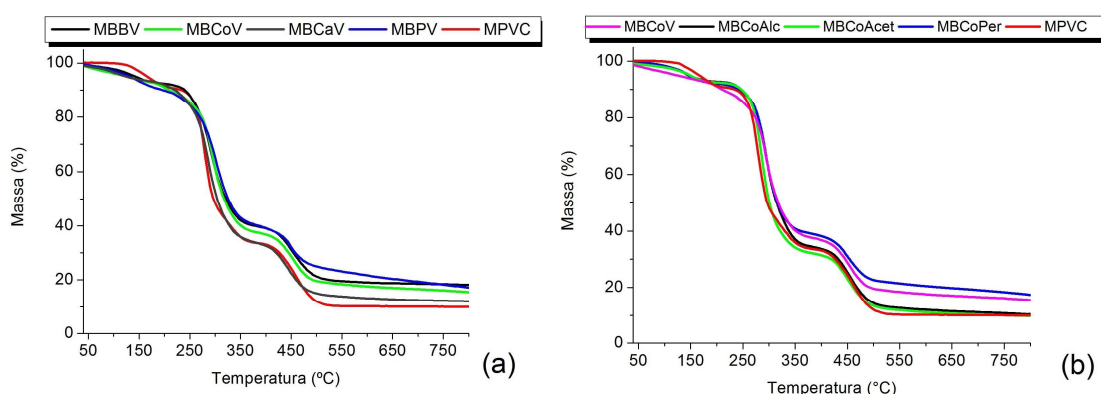 MBBV MBCoV MBCaV MBPV MPVC
100
80
60
40
20
0
Massa (%)
50 150 250 350 450 550 650 750
Temperatura (ºC)
(a)
MBCoV MBCoAlc MBCoAcet MBCoPer MPVC
100
80
60
40
20
0
Massa (%)
50 150 250 350 450 550 650 750
Temperatura (°C)
(b)